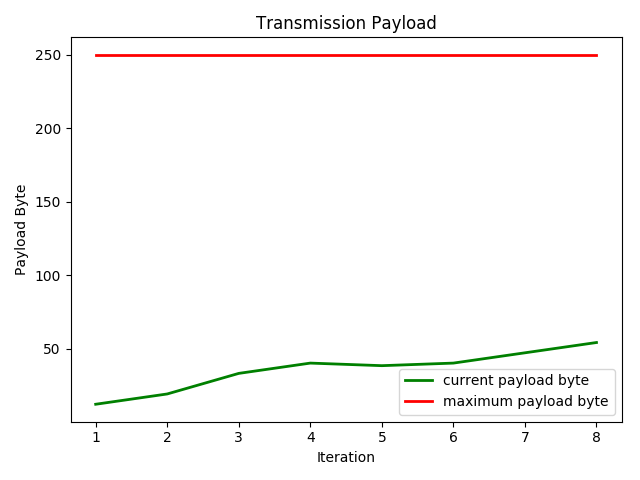 Transmission Payload
250
200
150
100
50
Payload Byte
current payload byte
maximum payload byte
1 2 3 4 5 6 7 8
Iteration